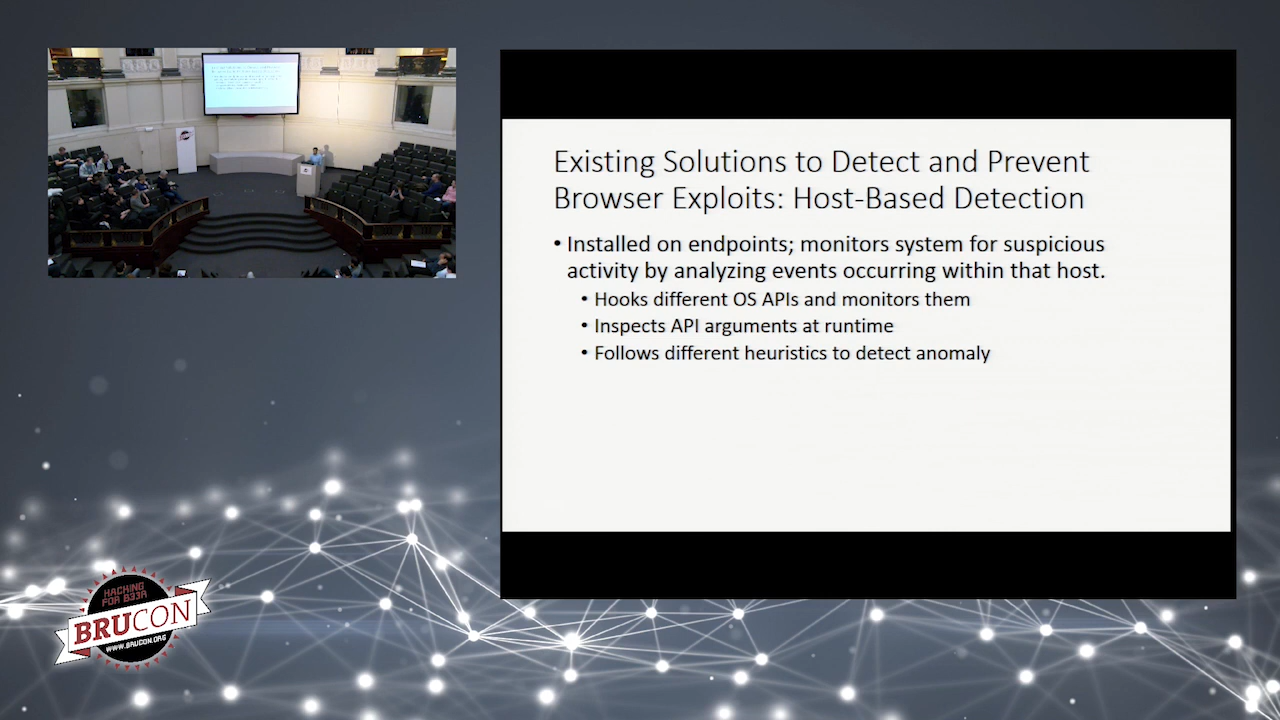 Existing Solutions to Detect and Prevent
Browser Exploits: Host-Based Detection
• Installed on endpoints; monitors system for suspicious
activity by analyzing events occurring within that host.
• Hooks different OS APIs and monitors them
• Inspects API arguments at runtime
• Follows different heuristics to detect anomaly
HACKING
FOR B33R
BRUCON
WWW.BRUCON.ORG